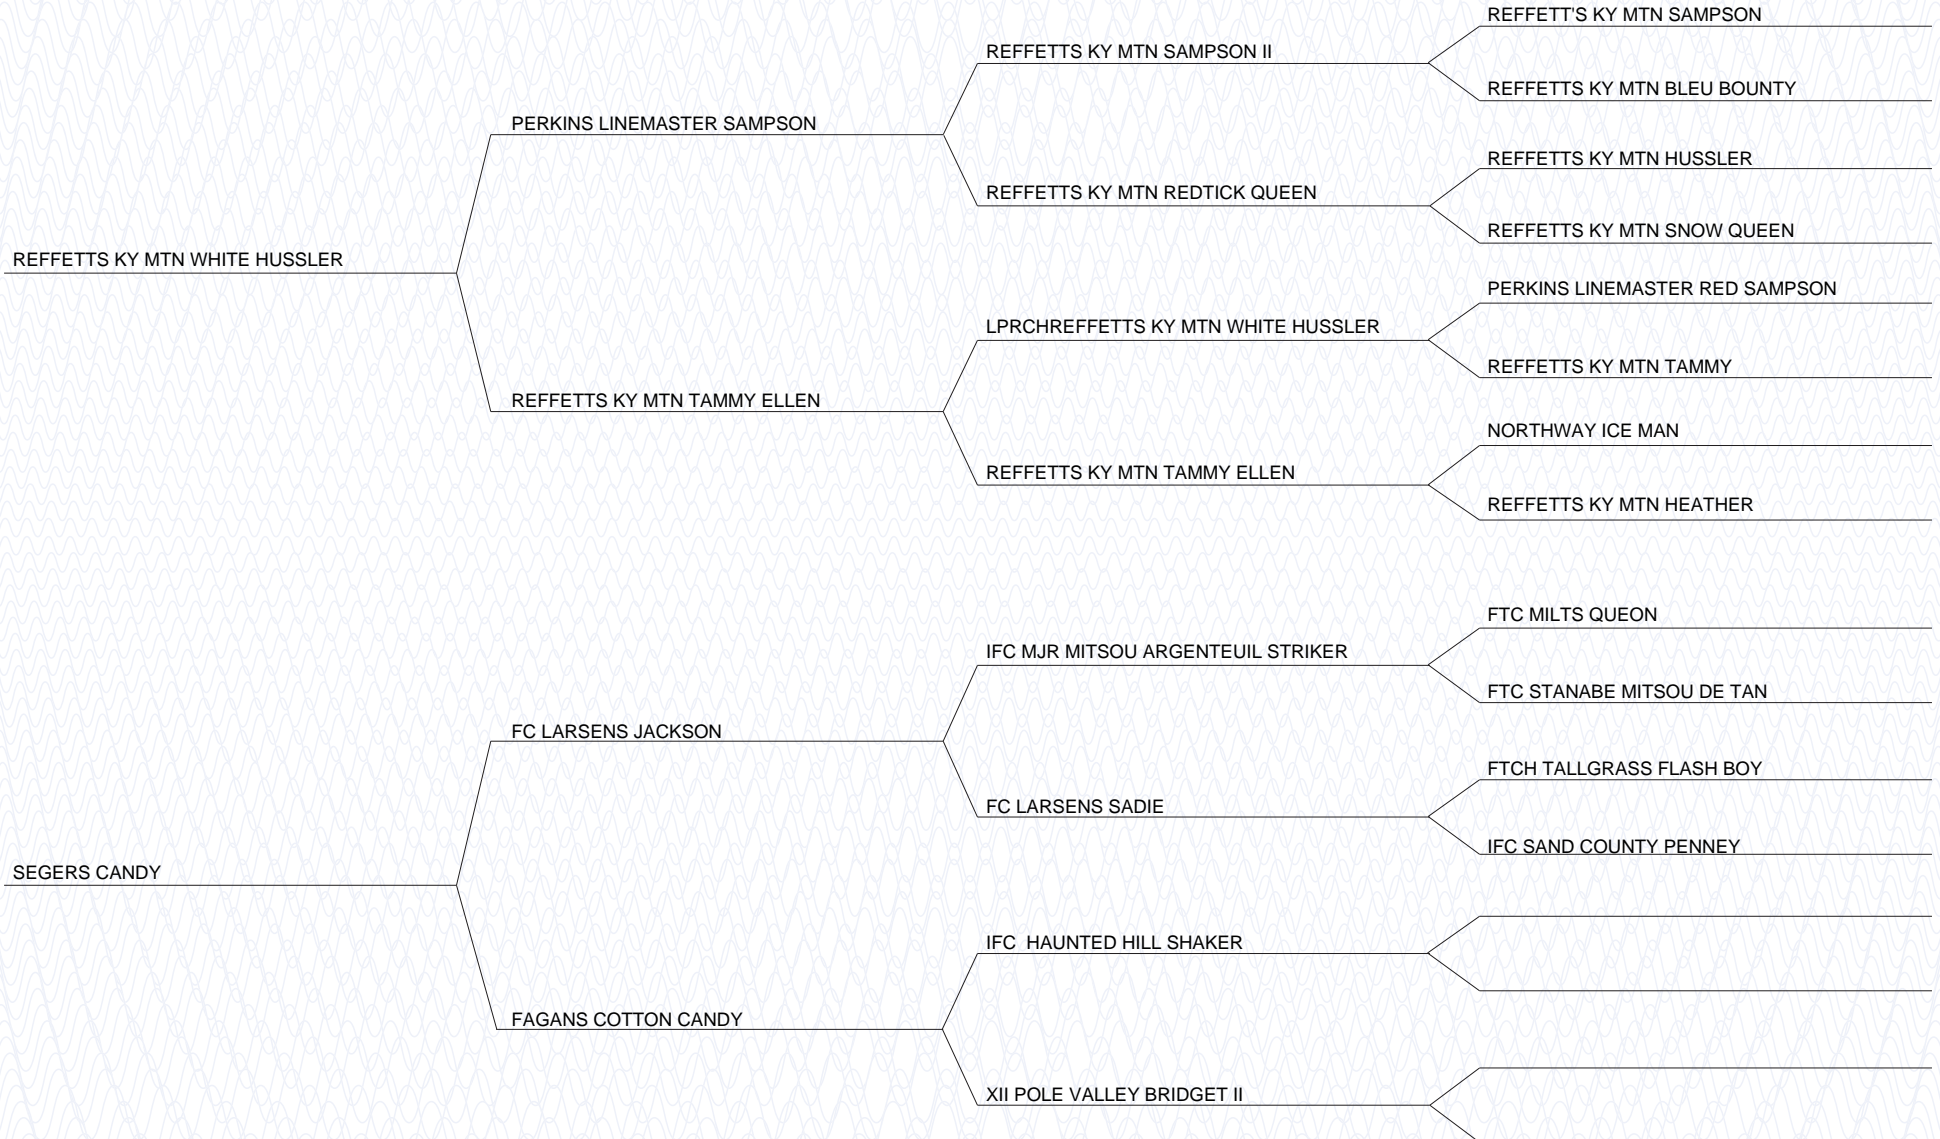 REFFETTS KY MTN WHITE HUSSLER
PERKINS LINEMASTER SAMPSON
REFFETTS KY MTN SAMPSON II
REFFETT'S KY MTN SAMPSON
REFFETTS KY MTN BLEU BOUNTY
REFFETTS KY MTN REDTICK QUEEN
REFFETTS KY MTN HUSSLER
REFFETTS KY MTN SNOW QUEEN
REFFETTS KY MTN TAMMY ELLEN
LPRCHREFFETTS KY MTN WHITE HUSSLER
PERKINS LINEMASTER RED SAMPSON
REFFETTS KY MTN TAMMY
REFFETTS KY MTN TAMMY ELLEN
NORTHWAY ICE MAN
REFFETTS KY MTN HEATHER
SEGERS CANDY
FC LARSENS JACKSON
IFC MJR MITSOU ARGENTEUIL STRIKER
FTC MILTS QUEON
FTC STANABE MITSOU DE TAN
FC LARSENS SADIE
FTCH TALLGRASS FLASH BOY
IFC SAND COUNTY PENNEY
FAGANS COTTON CANDY
IFC  HAUNTED HILL SHAKER
XII POLE VALLEY BRIDGET II